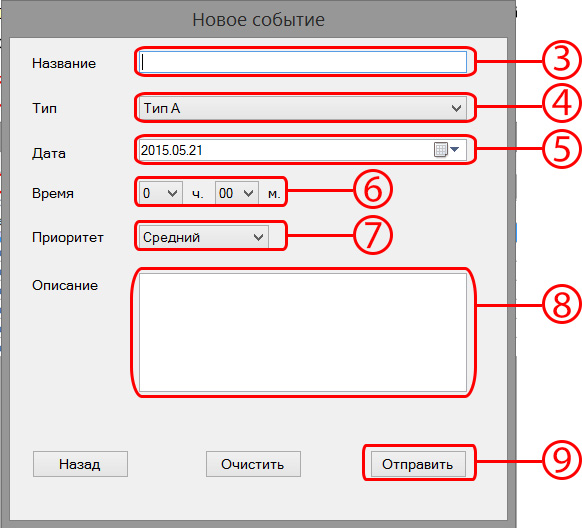 Новое событие
Название
3
Тип
Тип А
4
Дата
2015.05.21
5
Время
0 ч. 00 м.
6
Приоритет
Средний
7
Описание
8
Назад
Очистить
Отправить
9